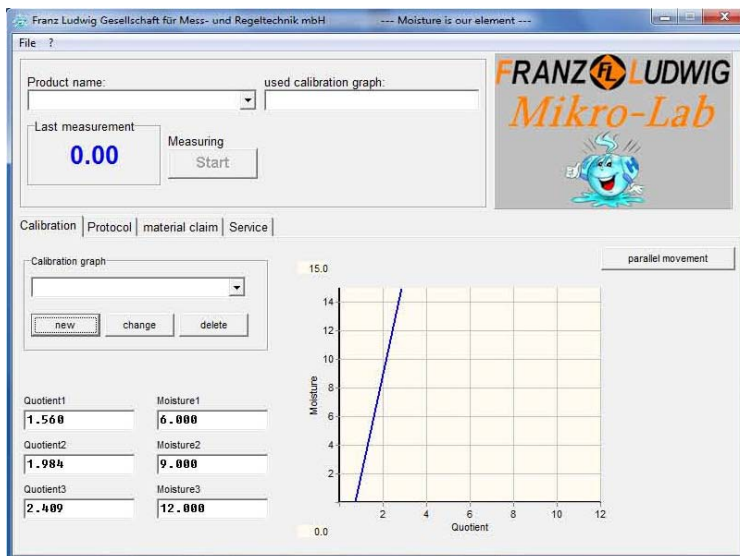 Franz Ludwig Gesellschaft für Mess- und Regeltechnik mbH --- Moisture is our element ---
File ?
Product name:
used calibration graph:
Last measurement
0.00
Measuring
Start
FRANZ FL LUDWIG
Mikro-Lab
Calibration Protocol material claim Service
Calibration graph
new change delete
parallel movement
Quotient1 Moisture1
1.560 6.000
Quotient2 Moisture2
1.984 9.000
Quotient3 Moisture3
2.409 12.000
15.0
14
12
10
8
6
4
2
Moisture
2 4 6 8 10 12
Quotient
0.0